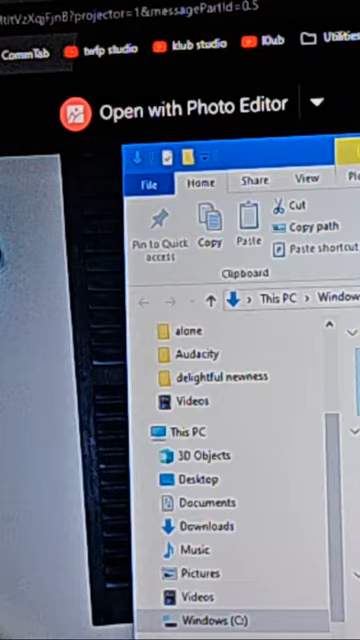 ?projector=1&messagePartId=0.5
CommTab
twfp studio
klub studio
Klub
Utilities
Open with Photo Editor
File
Home
Share
View
Pin to Quick access
Copy
Paste
Cut
Copy path
Paste shortcut
Clipboard
This PC > Window
alone
Audacity
delightful newness
Videos
This PC
3D Objects
Desktop
Documents
Downloads
Music
Pictures
Videos
Windows (C:)